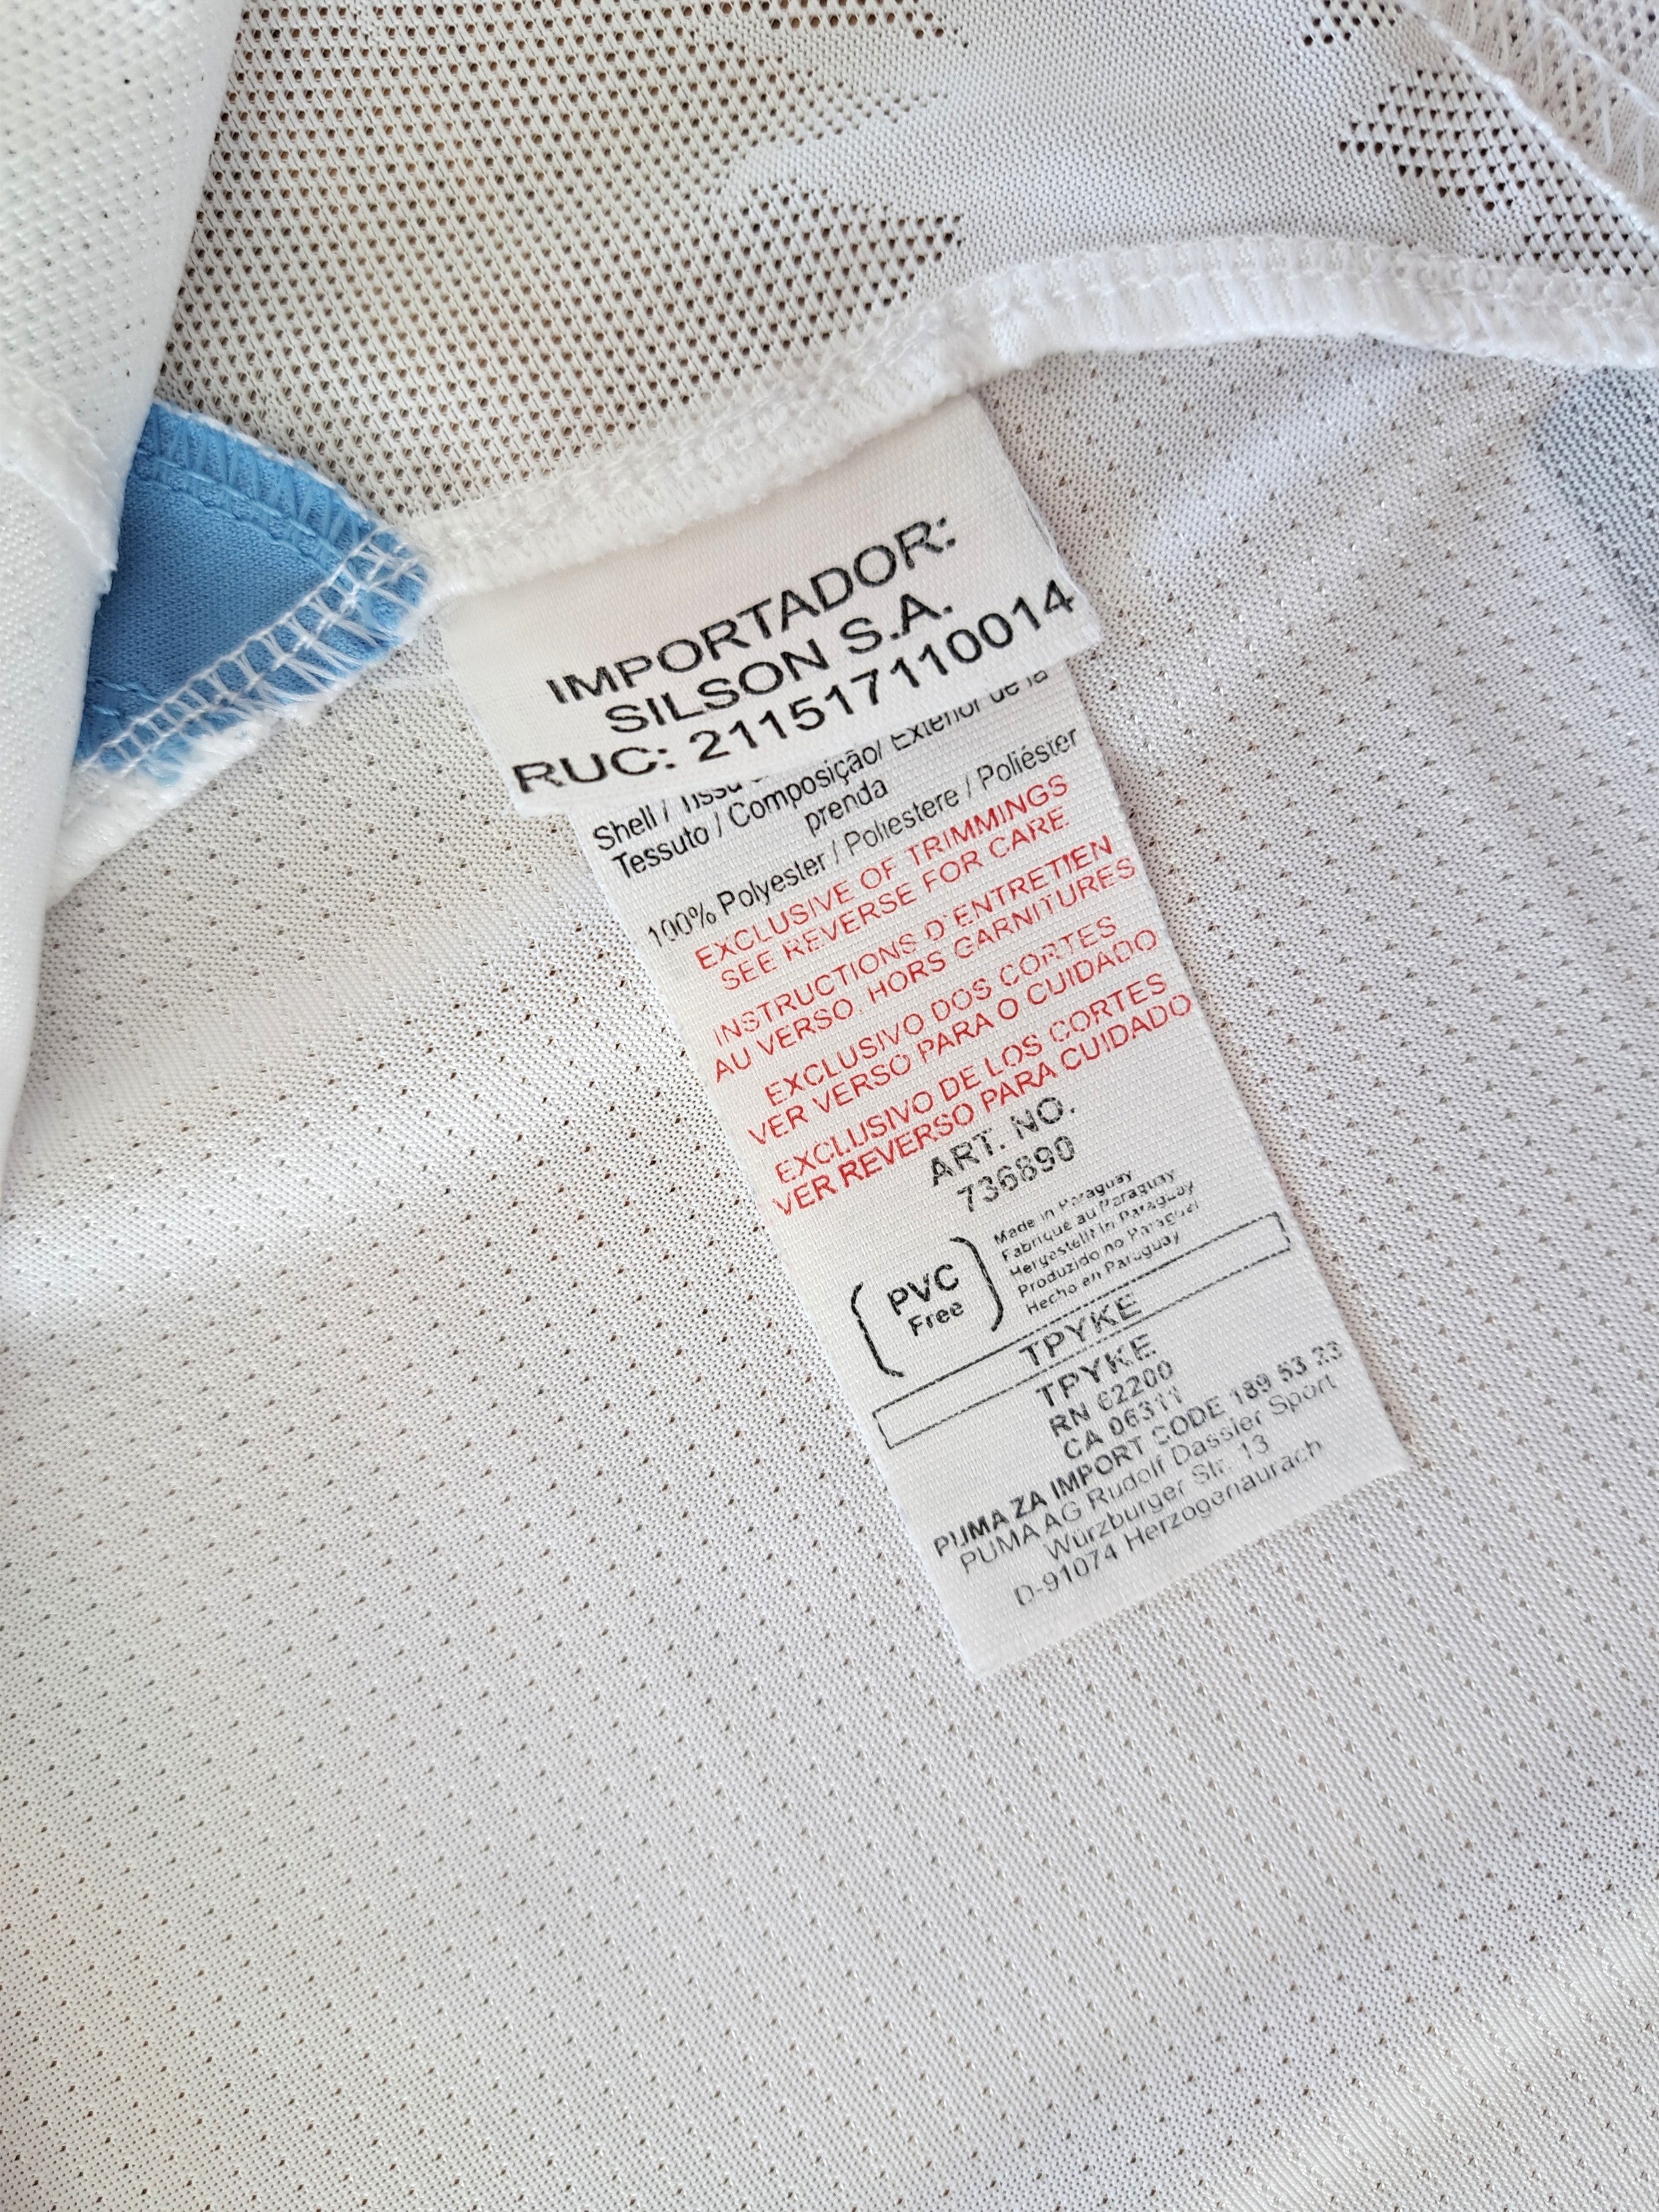 IMPORTADOR:
SILSON S.A.
RUC: 211517110014
Shell / Tissu
Tessuto / Composição/ Exterior de la
prenda
100% Polyester / Poliestere / Poliéster
EXCLUSIVE OF TRIMMINGS
SEE REVERSE FOR CARE
INSTRUCTIONS D'ENTRETIEN
AU VERSO, HORS GARNITURES
EXCLUSIVO DOS CORTES
VER VERSO PARA O CUIDADO
EXCLUSIVO DE LOS CORTES
VER REVERSO PARA CUIDADO
ART. NO.
736890
PVC
Free
Made in Paraguay
Fabrique au Paraguay
Hergestellt in Paraguay
Produzido no Paraguai
Hecho en Paraguay
TPYKE
TPYKE
RN 62200
CA 06311
PUMA ZA IMPORT CODE 189 53 23
PUMA AG Rudolf Dassler Sport
Würzburger Str. 13
D-91074 Herzogenaurach